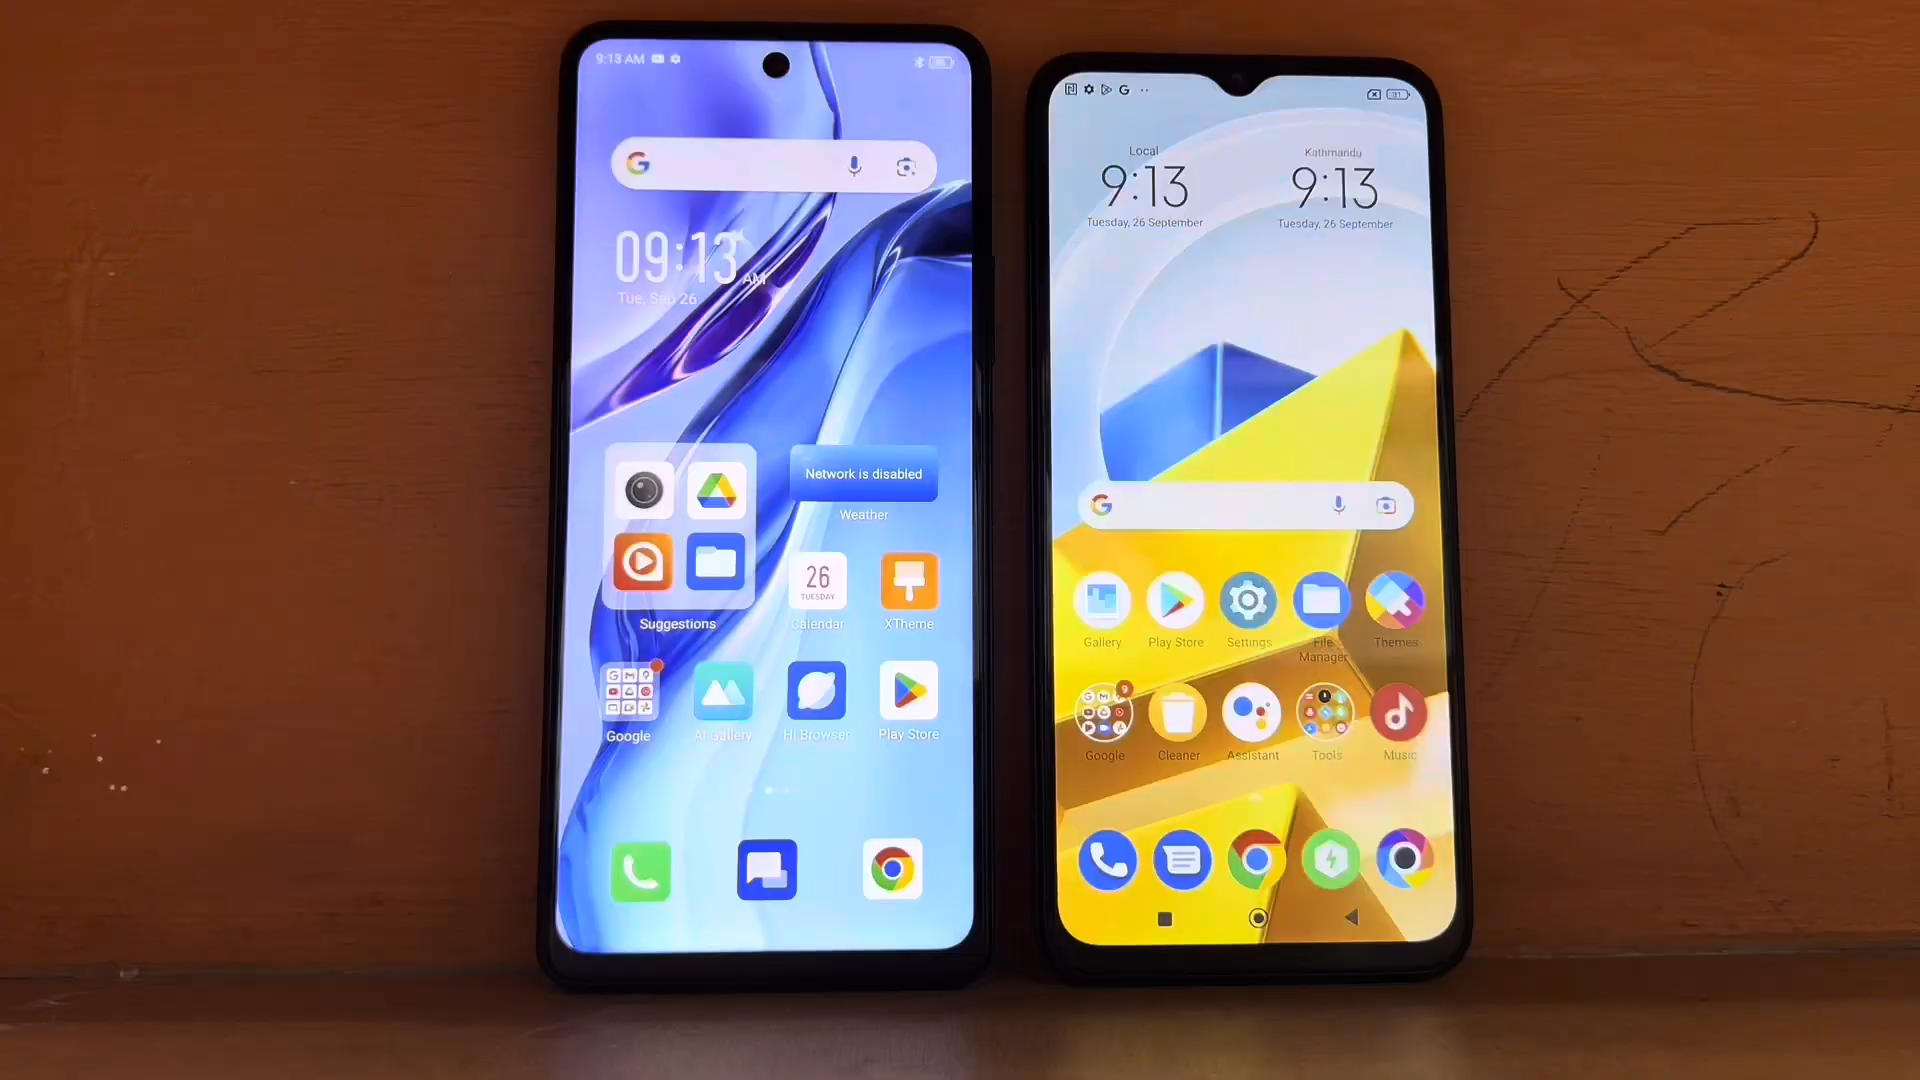 9:13 AM
09:13 AM
Tue, Sep 26
Network is disabled
Weather
26
TUESDAY
Suggestions
Calendar
XTheme
Google
AI Gallery
Hi Browser
Play Store
31
Local
9:13
Tuesday, 26 September
Kathmandu
9:13
Tuesday, 26 September
Gallery
Play Store
Settings
File
Manager
Themes
9
Google
Cleaner
Assistant
Tools
Music